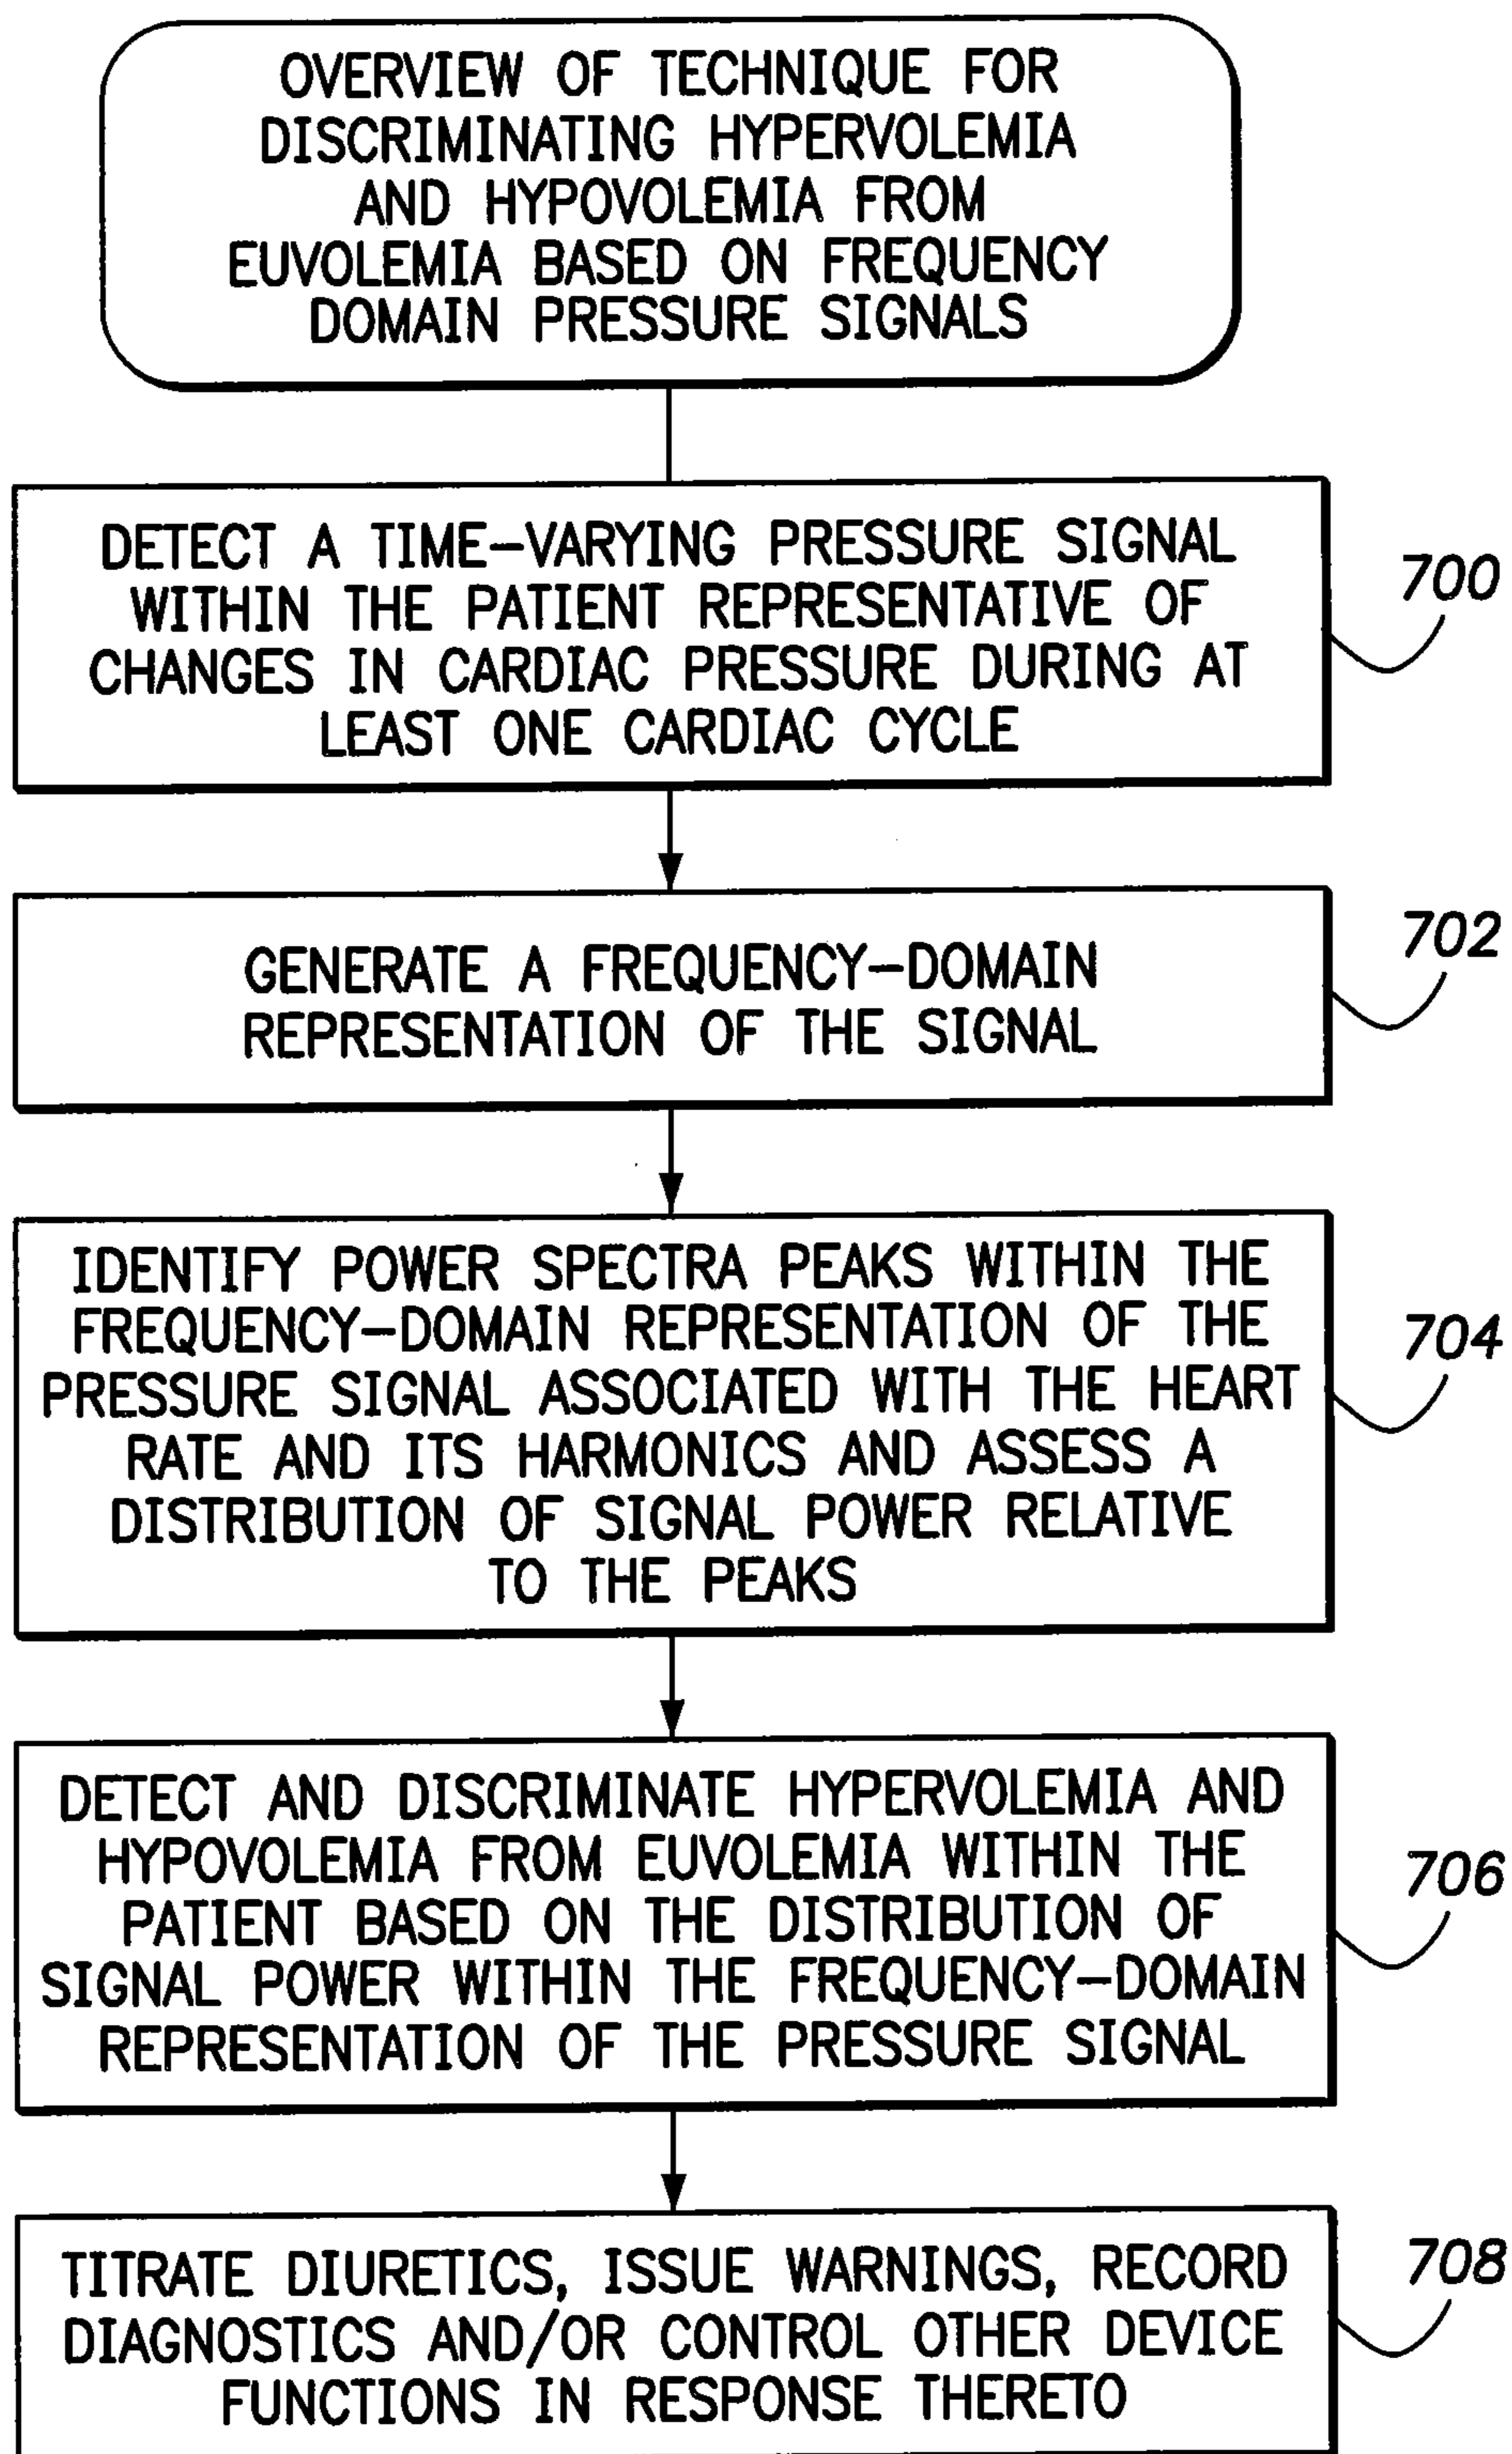 OVERVIEW OF TECHNIQUE FOR
DISCRIMINATING HYPERVOLEMIA
AND HYPOVOLEMIA FROM
EUVOLEMIA BASED ON FREQUENCY
DOMAIN PRESSURE SIGNALS
DETECT A TIME-VARYING PRESSURE SIGNAL
WITHIN THE PATIENT REPRESENTATIVE OF
CHANGES IN CARDIAC PRESSURE DURING AT
LEAST ONE CARDIAC CYCLE
700
GENERATE A FREQUENCY-DOMAIN
REPRESENTATION OF THE SIGNAL
702
IDENTIFY POWER SPECTRA PEAKS WITHIN THE
FREQUENCY-DOMAIN REPRESENTATION OF THE
PRESSURE SIGNAL ASSOCIATED WITH THE HEART
RATE AND ITS HARMONICS AND ASSESS A
DISTRIBUTION OF SIGNAL POWER RELATIVE
TO THE PEAKS
704
DETECT AND DISCRIMINATE HYPERVOLEMIA AND
HYPOVOLEMIA FROM EUVOLEMIA WITHIN THE
PATIENT BASED ON THE DISTRIBUTION OF
SIGNAL POWER WITHIN THE FREQUENCY-DOMAIN
REPRESENTATION OF THE PRESSURE SIGNAL
706
TITRATE DIURETICS, ISSUE WARNINGS, RECORD
DIAGNOSTICS AND/OR CONTROL OTHER DEVICE
FUNCTIONS IN RESPONSE THERETO
708